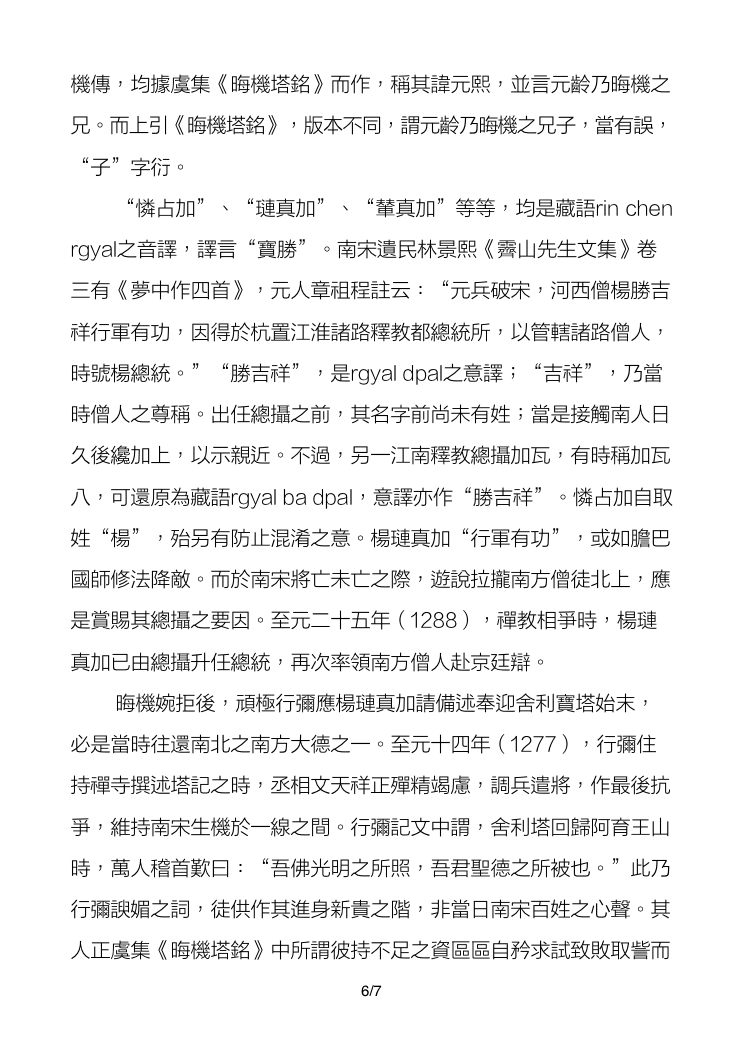 機傳，均據虞集《晦機塔銘》而作，稱其諱元熙，並言元齡乃晦機之
兄。而上引《晦機塔銘》，版本不同，謂元齡乃晦機之兄子，當有誤，
“子”字衍。
“憐占加”、“璉真加”、“輦真加”等等，均是藏語rin chen
rgyal之音譯，譯言“寶勝”。南宋遺民林景熙《霽山先生文集》卷
三有《夢中作四首》，元人章祖程註云：“元兵破宋，河西僧楊勝吉
祥行軍有功，因得於杭置江淮諸路釋教都總統所，以管轄諸路僧人，
時號楊總統。”“勝吉祥”，是rgyal dpal之意譯；“吉祥”，乃當
時僧人之尊稱。出任總攝之前，其名字前尚未有姓；當是接觸南人日
久後纔加上，以示親近。不過，另一江南釋教總攝加瓦，有時稱加瓦
八，可還原為藏語rgyal ba dpal，意譯亦作“勝吉祥”。憐占加自取
姓“楊”，殆另有防止混淆之意。楊璉真加“行軍有功”，或如膽巴
國師修法降敵。而於南宋將亡未亡之際，遊說拉攏南方僧徒北上，應
是賞賜其總攝之要因。至元二十五年（1288），禪教相爭時，楊璉
真加已由總攝升任總統，再次率領南方僧人赴京廷辯。
晦機婉拒後，頑極行彌應楊璉真加請備述奉迎舍利寶塔始末，
必是當時往還南北之南方大德之一。至元十四年（1277），行彌住
持禪寺撰述塔記之時，丞相文天祥正殫精竭慮，調兵遣將，作最後抗
爭，維持南宋生機於一線之間。行彌記文中謂，舍利塔回歸阿育王山
時，萬人稽首歎曰：“吾佛光明之所照，吾君聖德之所被也。”此乃
行彌諛媚之詞，徒供作其進身新貴之階，非當日南宋百姓之心聲。其
人正虞集《晦機塔銘》中所謂彼持不足之資區區自矜求試致敗取訾而
6/7